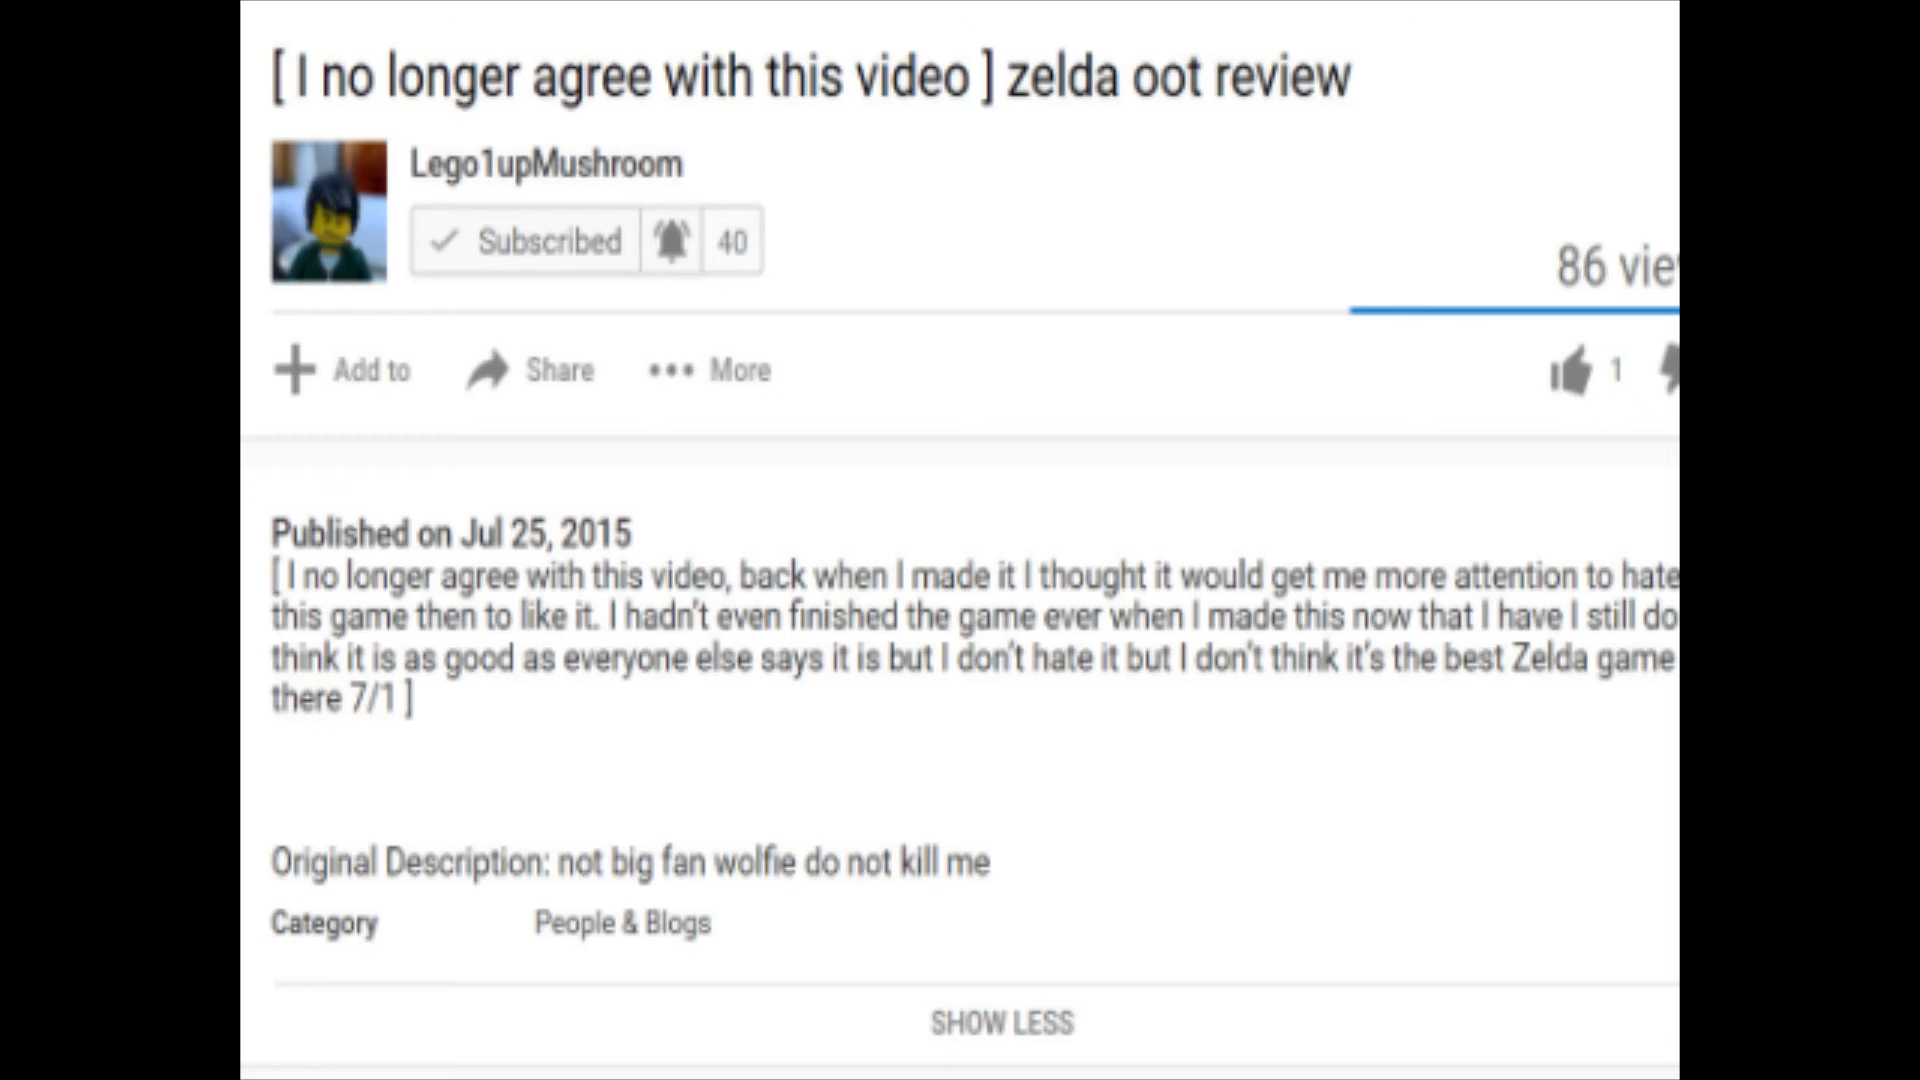 [ I no longer agree with this video ] zelda oot review
Lego1upMushroom
Subscribed 40
86 vie
Add to Share More 1
Published on Jul 25, 2015
[ I no longer agree with this video, back when I made it I thought it would get me more attention to hate
this game then to like it. I hadn't even finished the game ever when I made this now that I have I still do
think it is as good as everyone else says it is but I don't hate it but I don't think it's the best Zelda game
there 7/1 ]
Original Description: not big fan wolfie do not kill me
Category People & Blogs
SHOW LESS